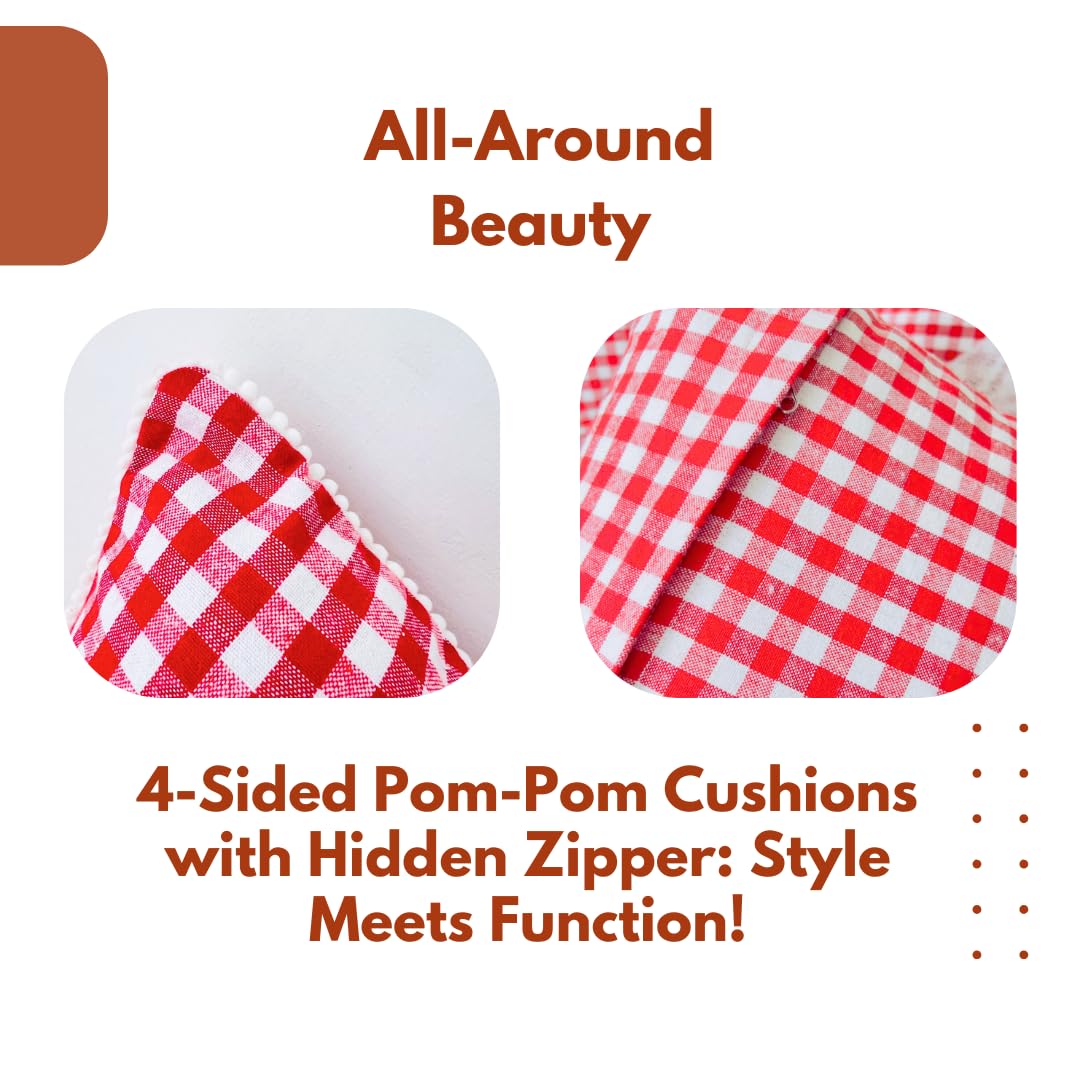 All-Around
Beauty
4-Sided Pom-Pom Cushions
with Hidden Zipper: Style
Meets Function!